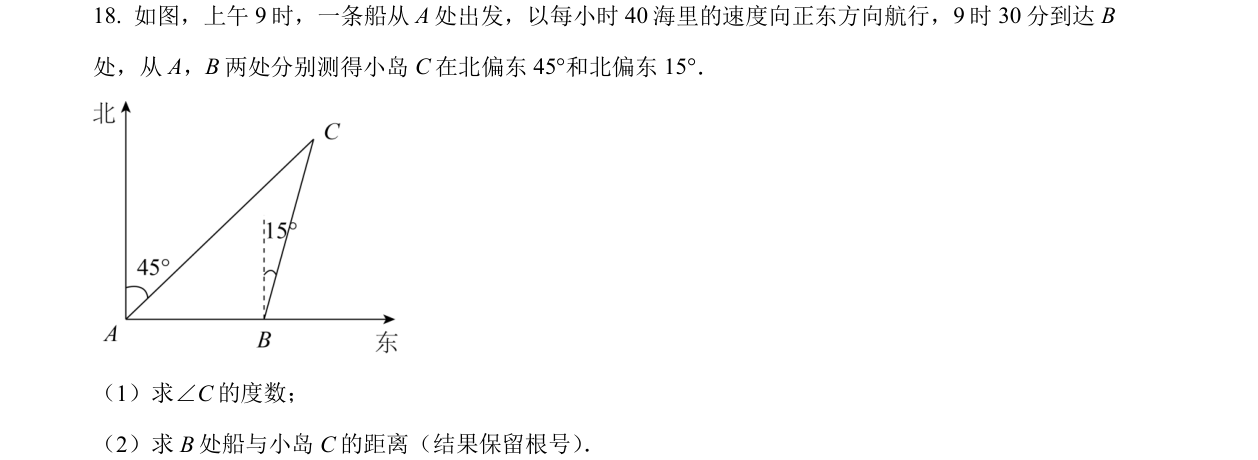 18. 如图，上午 9 时，一条船从 A 处出发，以每小时 40 海里的速度向正东方向航行，9 时 30 分到达 B
处，从 A，B 两处分别测得小岛 C 在北偏东 45°和北偏东 15°．
北
C
15°
45°
A
B
东
（1）求∠C 的度数；
（2）求 B 处船与小岛 C 的距离（结果保留根号）．